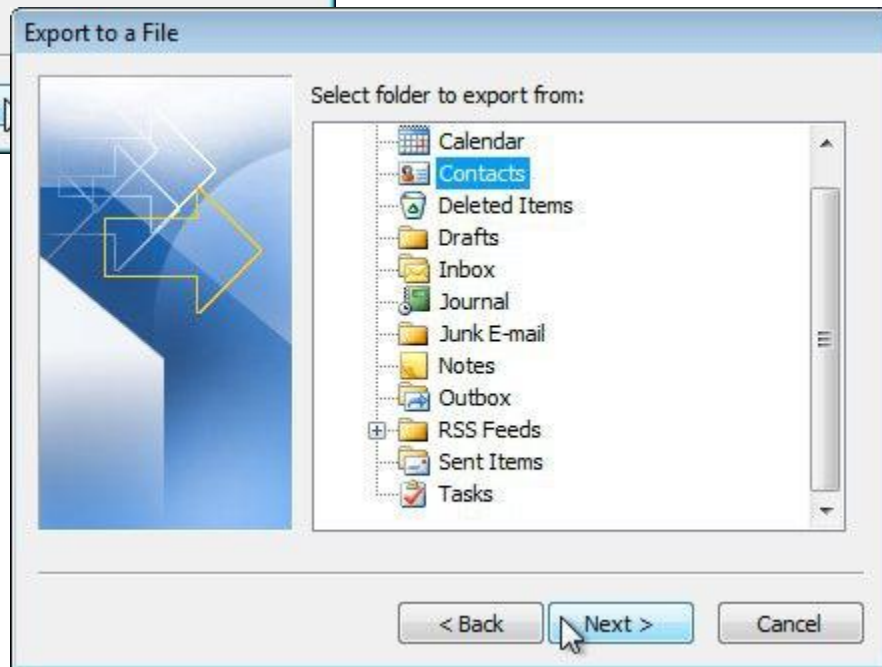 Export to a File
Select folder to export from:
Calendar
Contacts
Deleted Items
Drafts
Inbox
Journal
Junk E-mail
Notes
Outbox
RSS Feeds
Sent Items
Tasks
< Back
Next >
Cancel